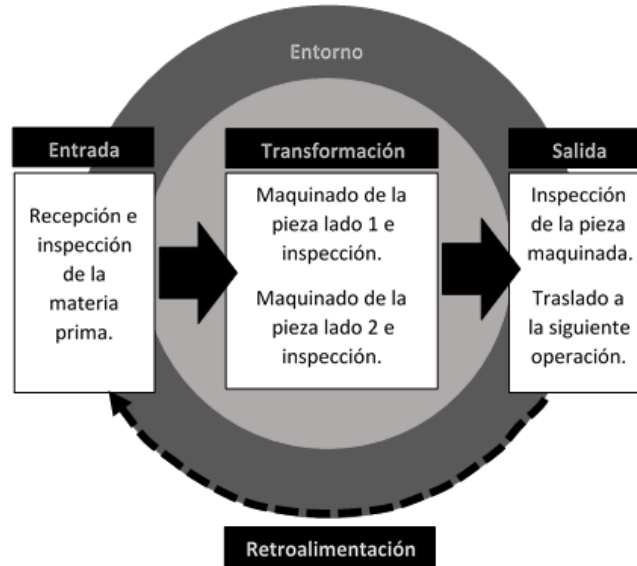 Entorno
Entrada
Recepción e
inspección
de la
materia
prima.
Transformación
Maquinado de la
pieza lado 1 e
inspección.
Maquinado de la
pieza lado 2 e
inspección.
Salida
Inspección
de la pieza
maquinada.
Traslado a
la siguiente
operación.
Retroalimentación